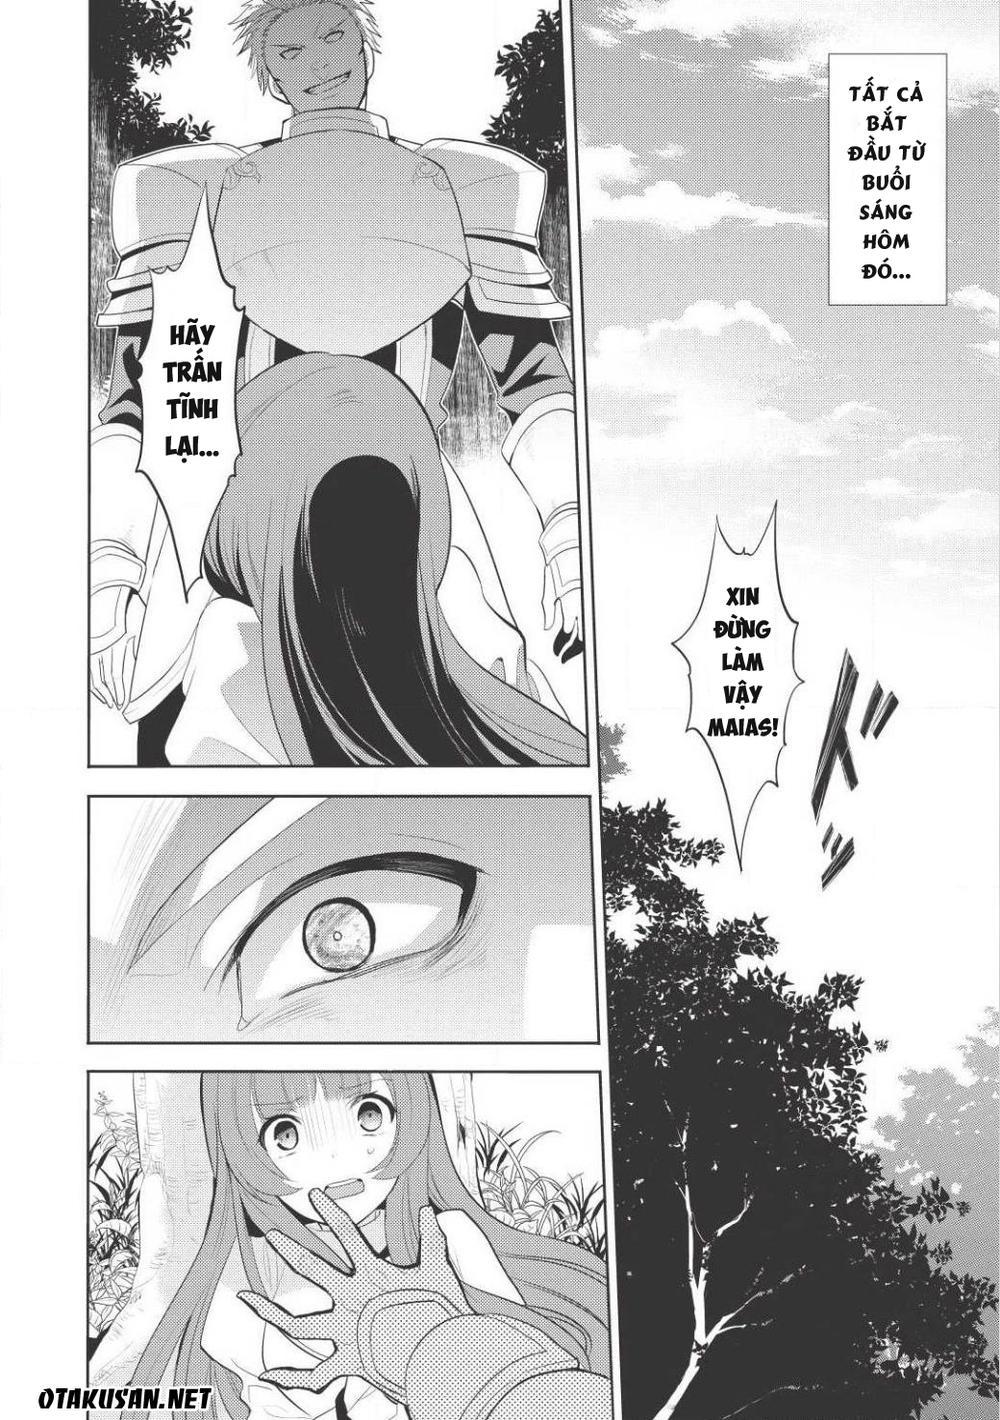 TẤT CẢ
BẮT
ĐẦU TỪ
BUỔI
SÁNG
HÔM
ĐÓ...
XIN
ĐỪNG
LÀM
VẬY
MAIAS!
ドッ
HÃY
TRẤN
TĨNH
LẠI...
OTAKUSAN.NET